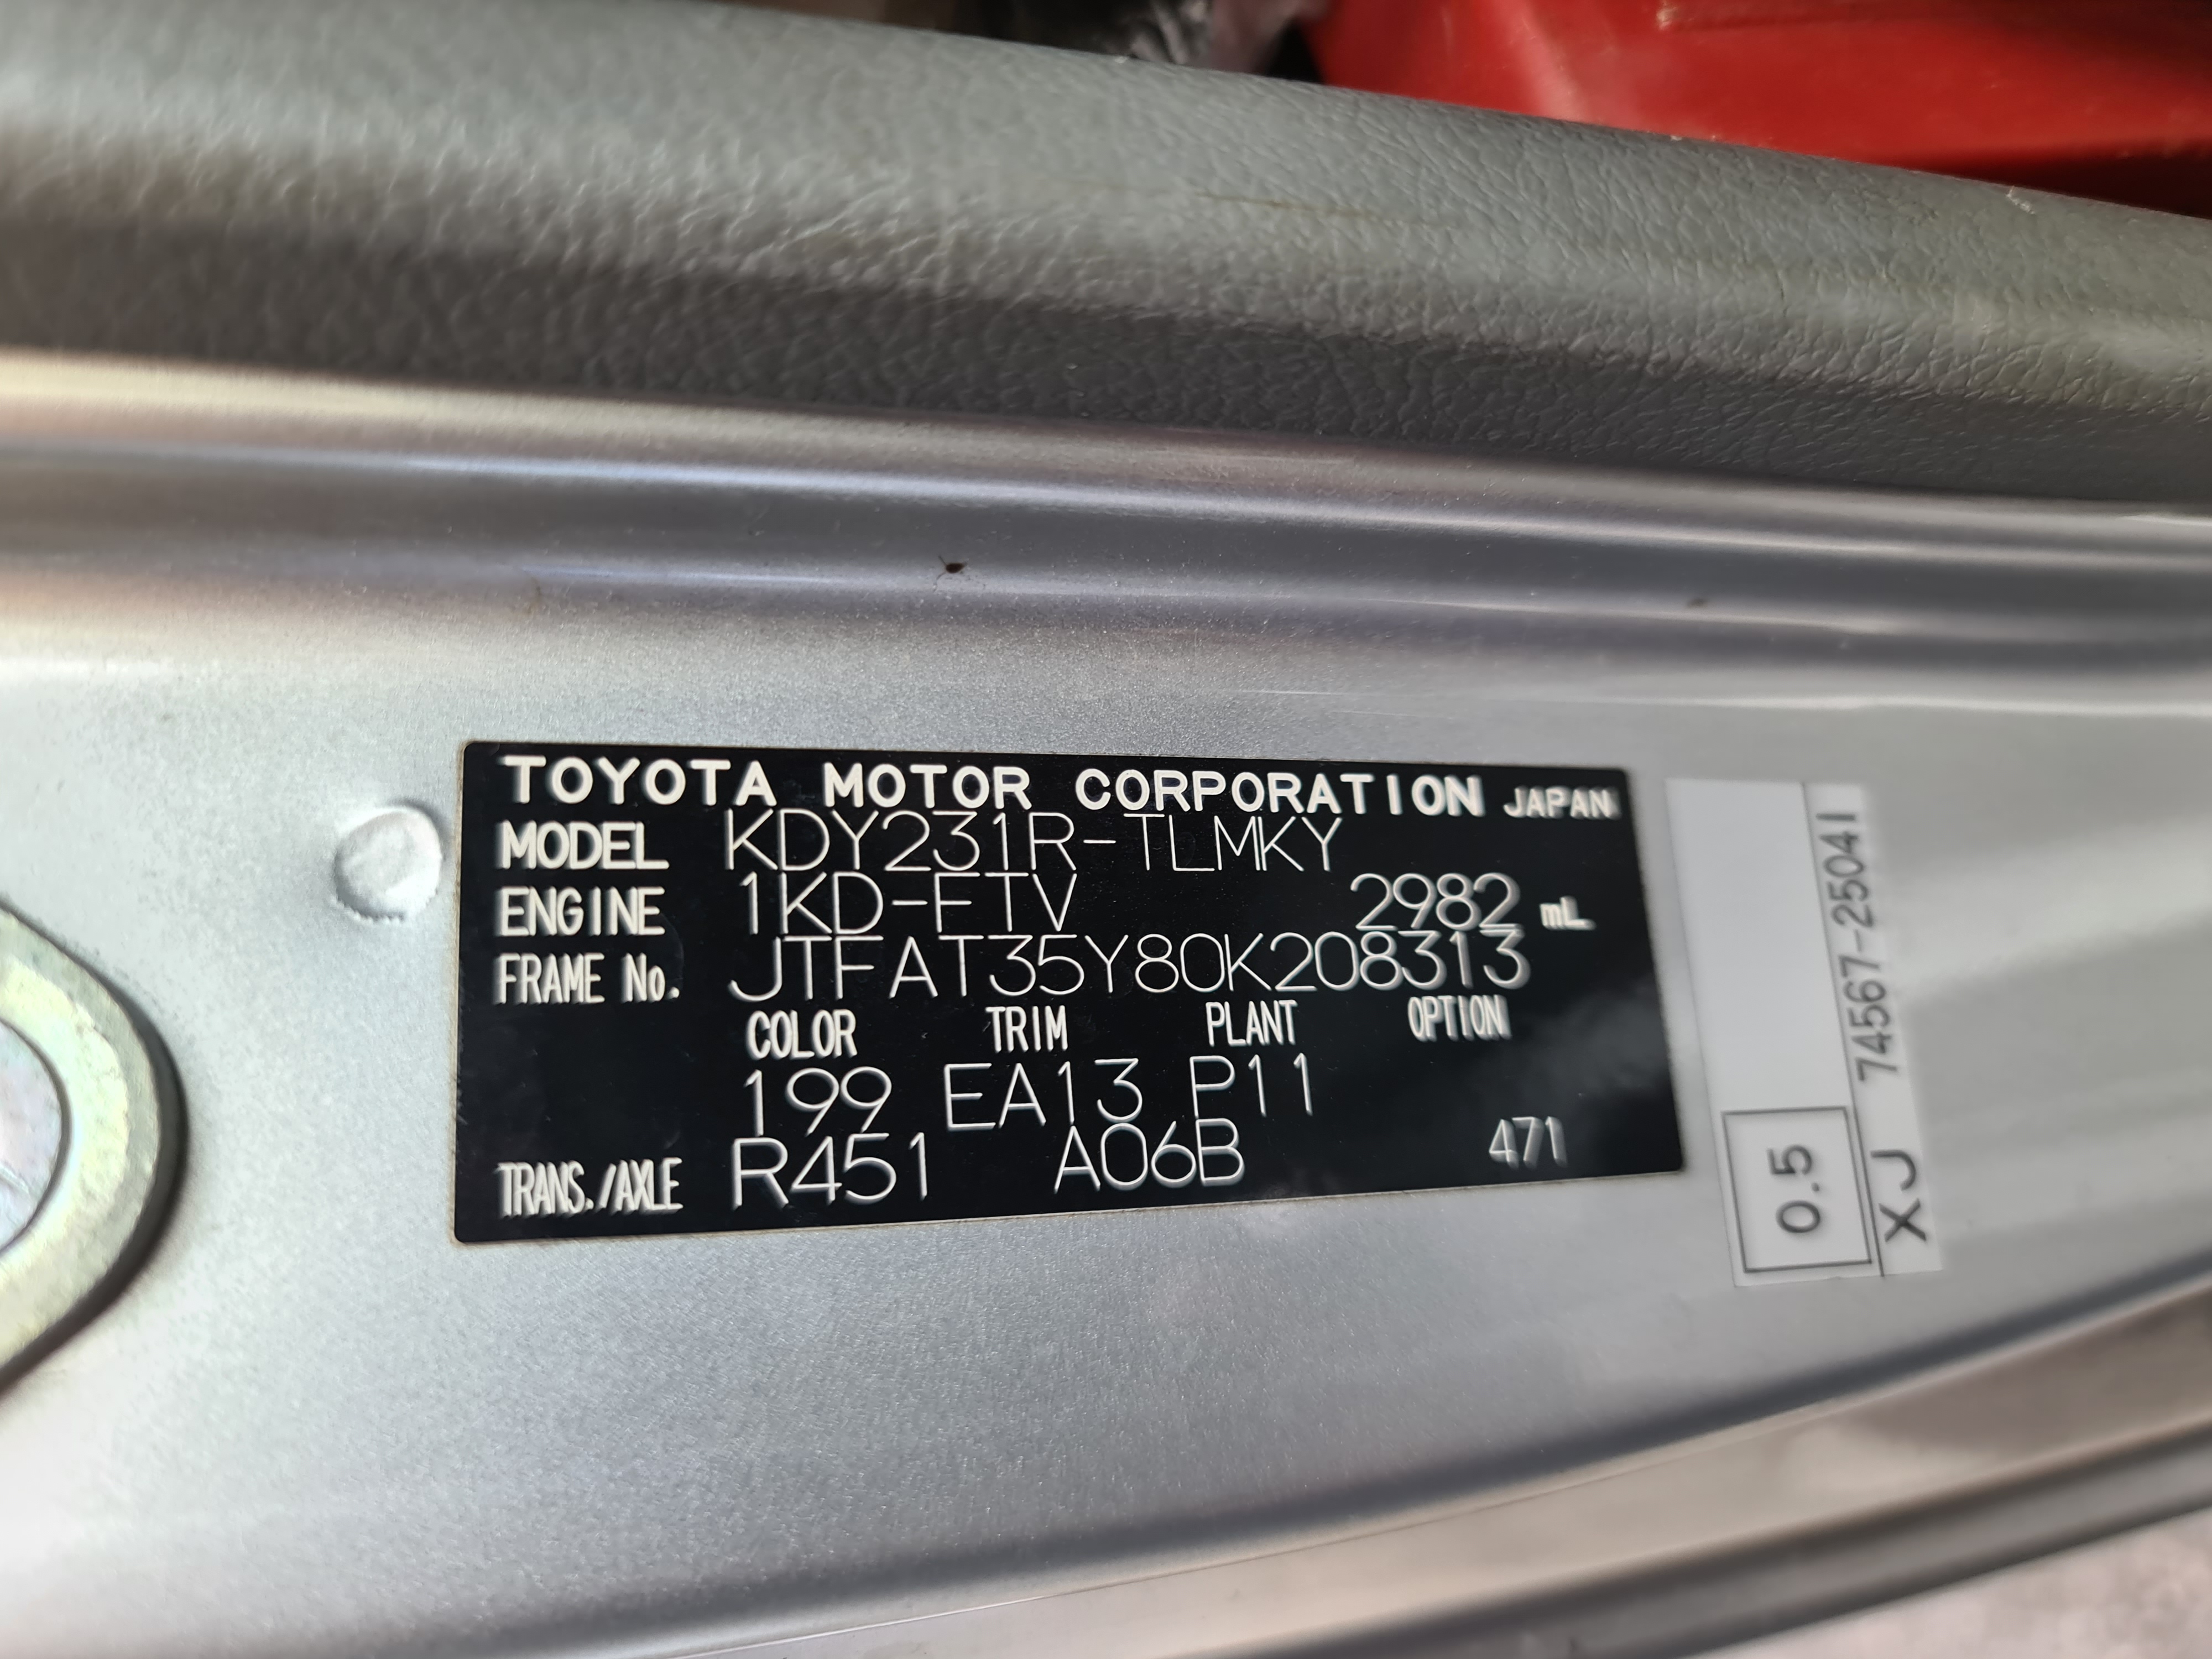 TOYOTA MOTOR CORPORATION JAPAN
MODEL KDY231R-TLMKY
ENGINE 1KD-FTV 2982 mL
FRAME No. JTFAT35Y80K208313
COLOR TRIM PLANT OPTION
199 EA13 P11
TRANS./AXLE R451 A06B 471
0.5
XJ 74567-25041